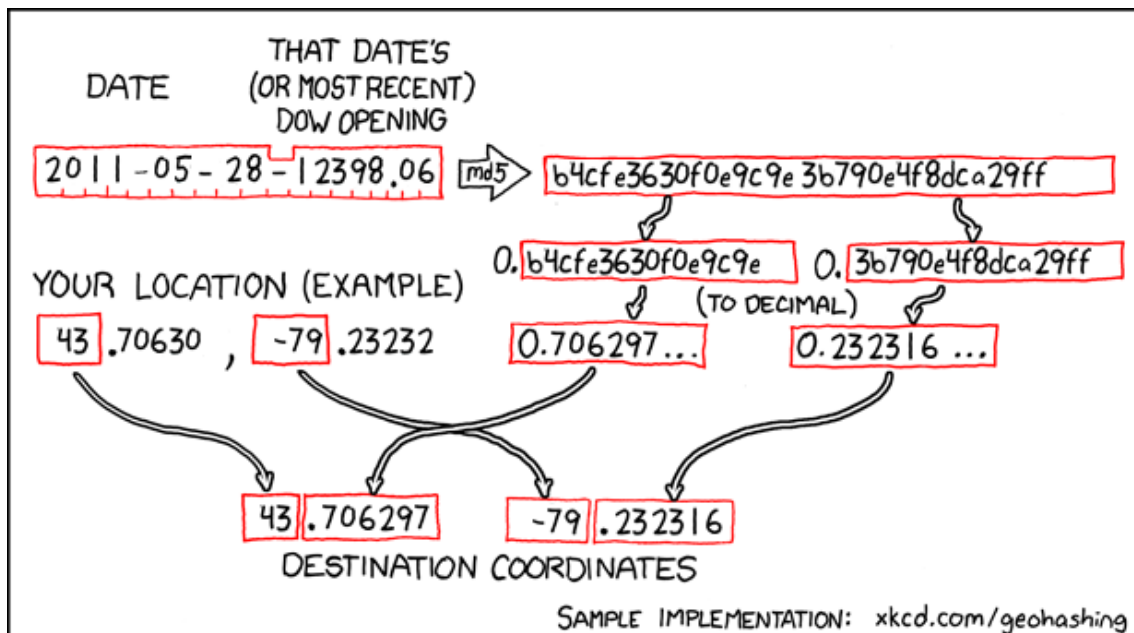 DATE
THAT DATE'S
(OR MOST RECENT)
DOW OPENING
2011-05-28-12398.06
md5
b4cfe3630f0e9c9e3b790e4f8dca29ff
0.b4cfe3630f0e9c9e
0.3b790e4f8dca29ff
YOUR LOCATION (EXAMPLE)
(TO DECIMAL)
43.70630, -79.23232
0.706297...
0.232316...
43.706297
-79.232316
DESTINATION COORDINATES
SAMPLE IMPLEMENTATION: xkcd.com/geohashing